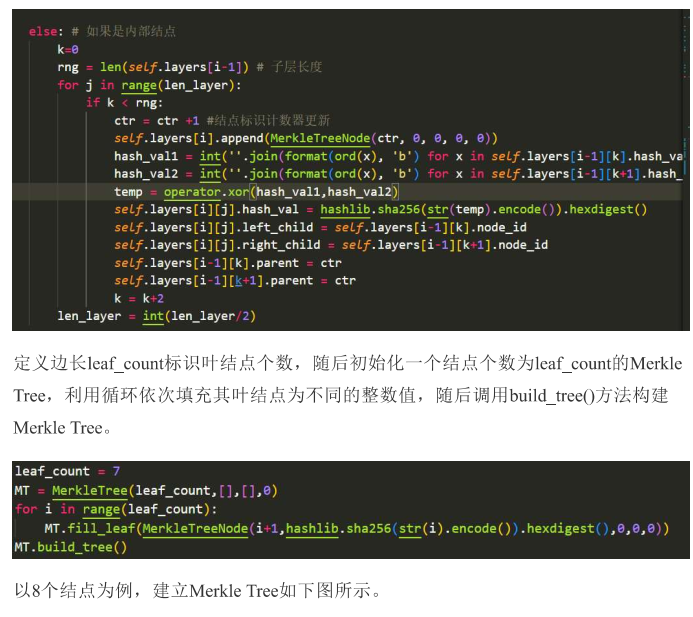 else: # 如果是内部结点
k=0
rng = len(self.layers[i-1]) # 子层长度
for j in range(len_layer):
if k < rng:
ctr = ctr +1 #结点标识计数器更新
self.layers[i].append(MerkleTreeNode(ctr, 0, 0, 0, 0))
hash_val1 = int(''.join(format(ord(x), 'b') for x in self.layers[i-1][k].hash_va
hash_val2 = int(''.join(format(ord(x), 'b') for x in self.layers[i-1][k+1].hash_
temp = operator.xor(hash_val1,hash_val2)
self.layers[i][j].hash_val = hashlib.sha256(str(temp).encode()).hexdigest()
self.layers[i][j].left_child = self.layers[i-1][k].node_id
self.layers[i][j].right_child = self.layers[i-1][k+1].node_id
self.layers[i-1][k].parent = ctr
self.layers[i-1][k+1].parent = ctr
k = k+2
len_layer = int(len_layer/2)
定义边长leaf_count标识叶结点个数，随后初始化一个结点个数为leaf_count的Merkle
Tree，利用循环依次填充其叶结点为不同的整数值，随后调用build_tree()方法构建
Merkle Tree。
leaf_count = 7
MT = MerkleTree(leaf_count,[],[],0)
for i in range(leaf_count):
MT.fill_leaf(MerkleTreeNode(i+1,hashlib.sha256(str(i).encode()).hexdigest(),0,0,0))
MT.build_tree()
以8个结点为例，建立Merkle Tree如下图所示。